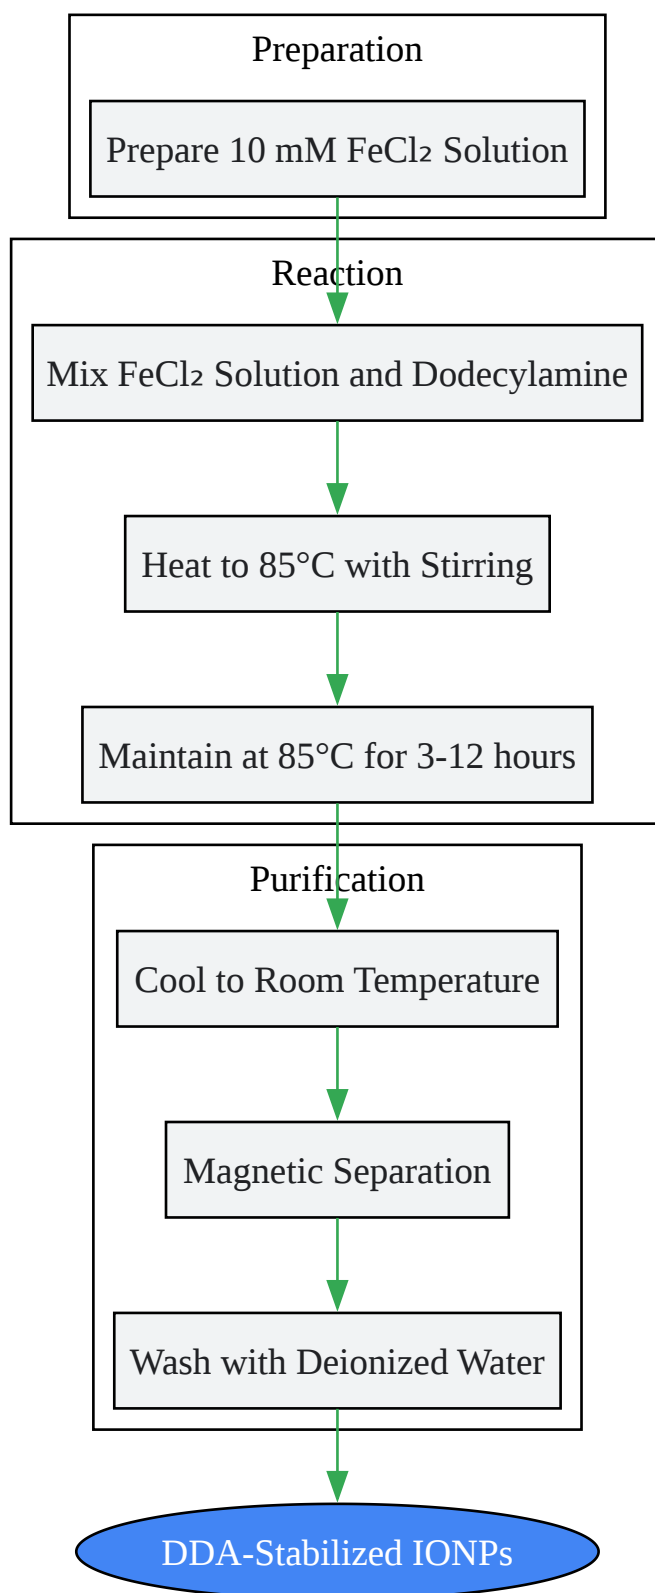 Preparation
Prepare 10 mM FeCl₂ Solution
Reaction
Mix FeCl₂ Solution and Dodecylamine
Heat to 85°C with Stirring
Maintain at 85°C for 3-12 hours
Purification
Cool to Room Temperature
Magnetic Separation
Wash with Deionized Water
DDA-Stabilized IONPs